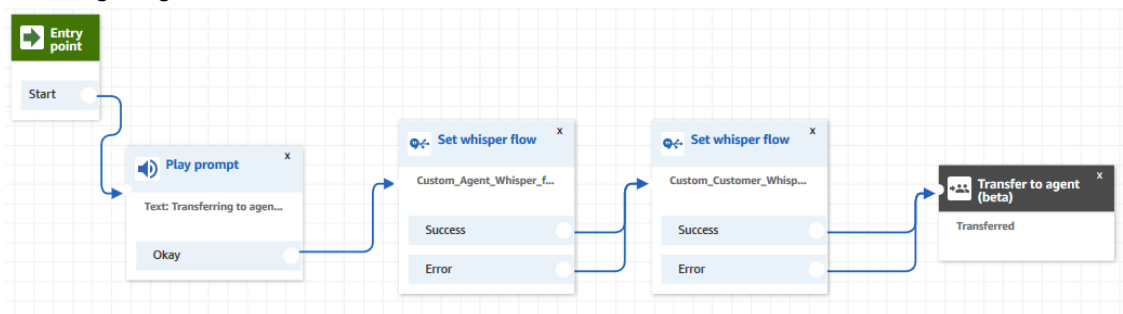 Entry
point
Start
Play prompt
x
Text: Transferring to agen...
Okay
Set whisper flow
x
Custom_Agent_Whisper_f...
Success
Error
Set whisper flow
x
Custom_Customer_Whisp...
Success
Error
Transfer to agent
(beta)
x
Transferred